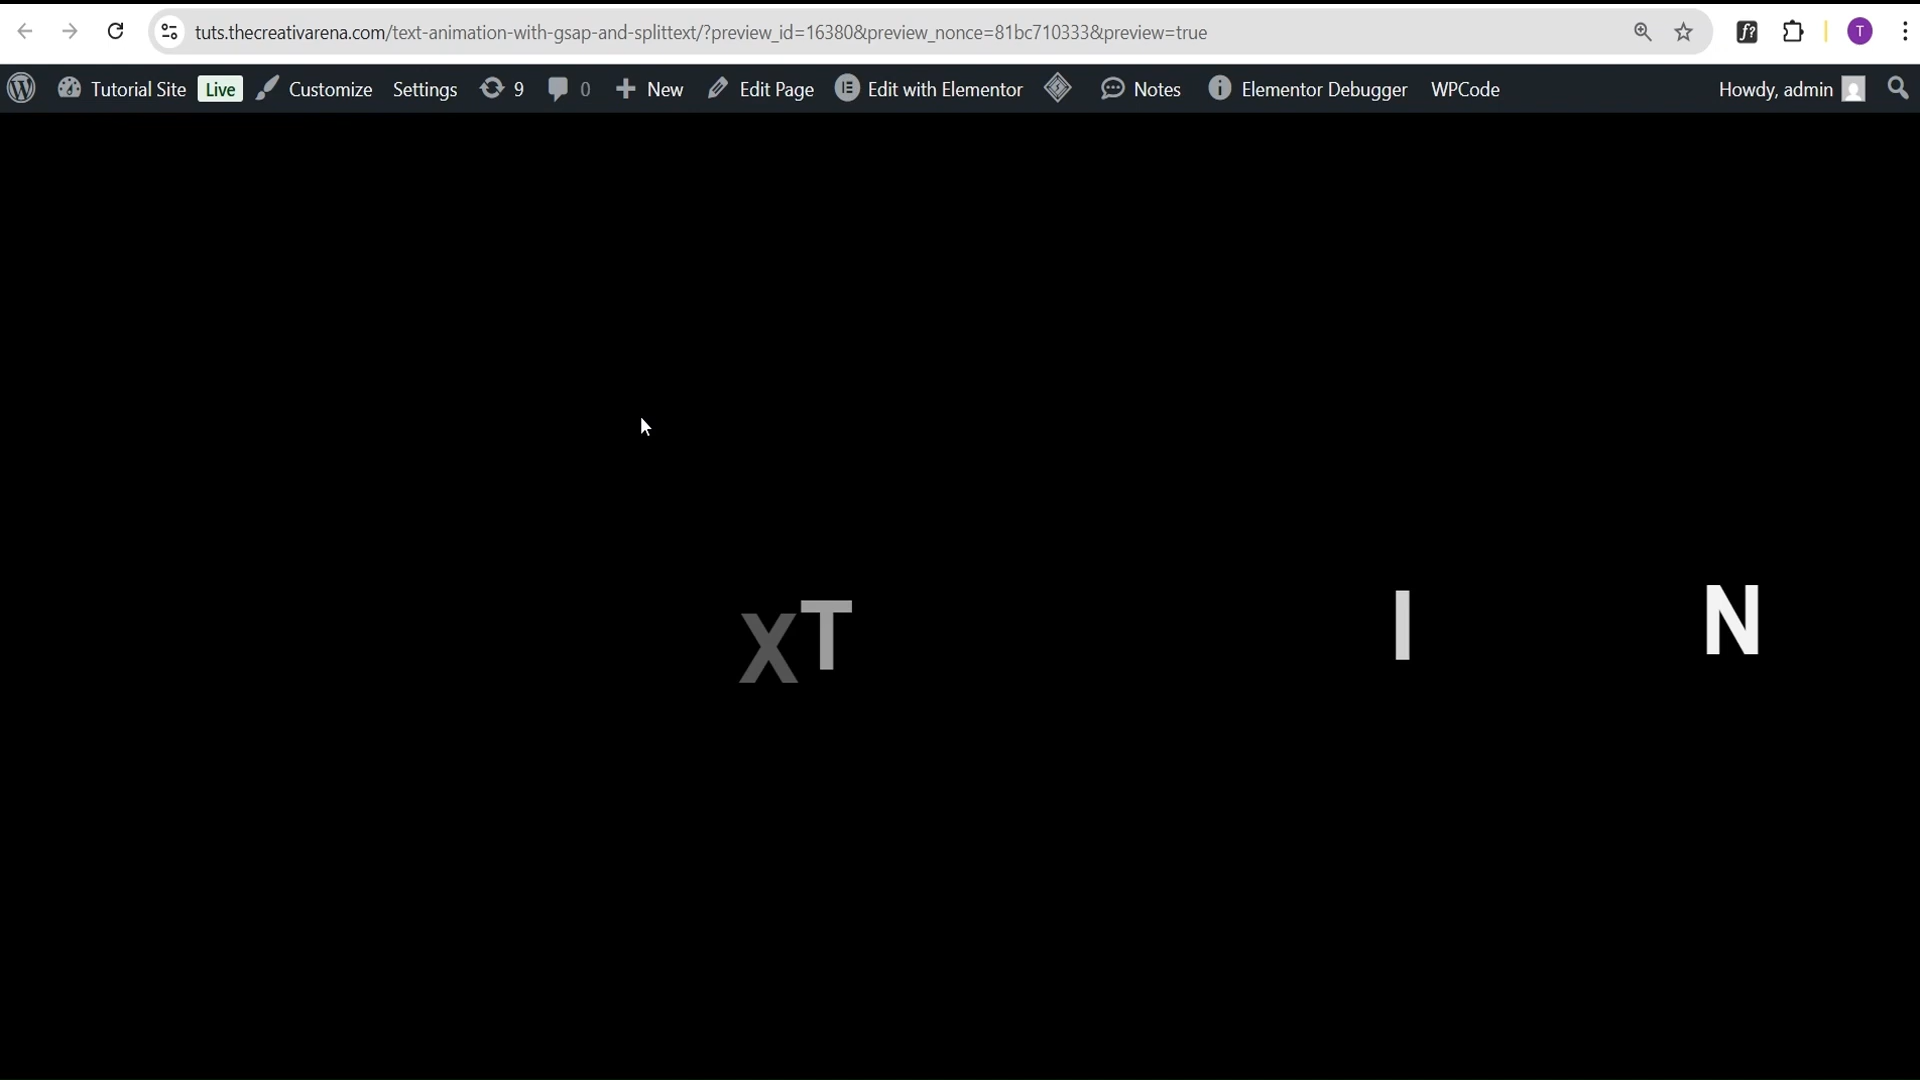 tuts.thecreativarena.com/text-animation-with-gsap-and-splittext/?preview_id=16380&preview_nonce=81bc710333&preview=true
f?
T
Tutorial Site Live Customize Settings 9 0 New Edit Page Edit with Elementor Notes Elementor Debugger WPCode Howdy, admin
XT I N